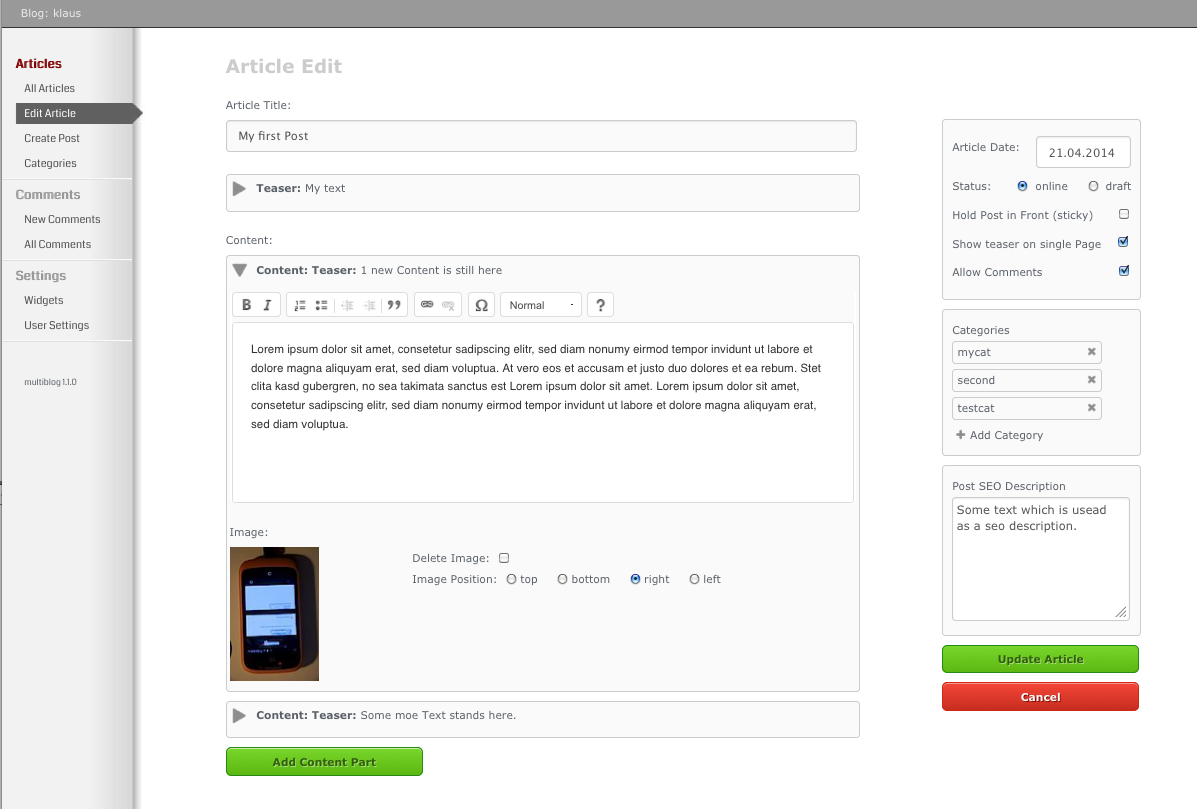 Blog: klaus
Articles
All Articles
Edit Article
Create Post
Categories
Comments
New Comments
All Comments
Settings
Widgets
User Settings
multiblog 1.1.0
Article Edit
Article Title:
My first Post
Teaser: My text
Content:
Content: Teaser: 1 new Content is still here
B I Ω Normal ?
Lorem ipsum dolor sit amet, consetetur sadipscing elitr, sed diam nonumy eirmod tempor invidunt ut labore et
dolore magna aliquyam erat, sed diam voluptua. At vero eos et accusam et justo duo dolores et ea rebum. Stet
clita kasd gubergren, no sea takimata sanctus est Lorem ipsum dolor sit amet. Lorem ipsum dolor sit amet,
consetetur sadipscing elitr, sed diam nonumy eirmod tempor invidunt ut labore et dolore magna aliquyam erat,
sed diam voluptua.
Image:
Delete Image:
Image Position: top bottom right left
Content: Teaser: Some moe Text stands here.
Add Content Part
Article Date: 21.04.2014
Status: online draft
Hold Post in Front (sticky)
Show teaser on single Page
Allow Comments
Categories
mycat
second
testcat
Add Category
Post SEO Description
Some text which is usead
as a seo description.
Update Article
Cancel